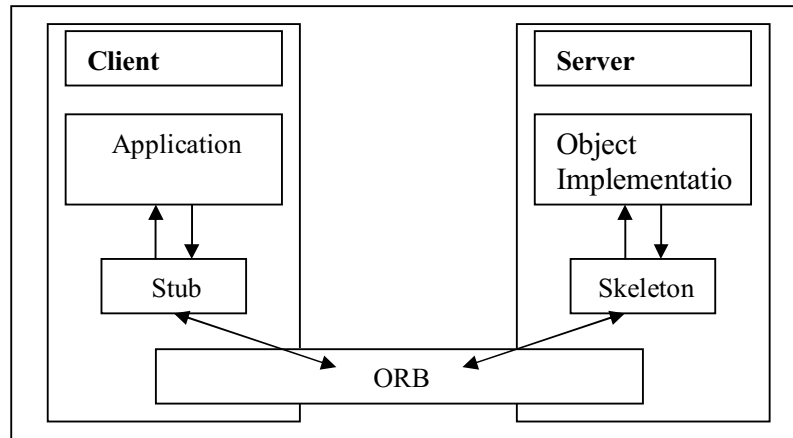 Client
Server
Application
Object
Implementatio
Stub
Skeleton
ORB